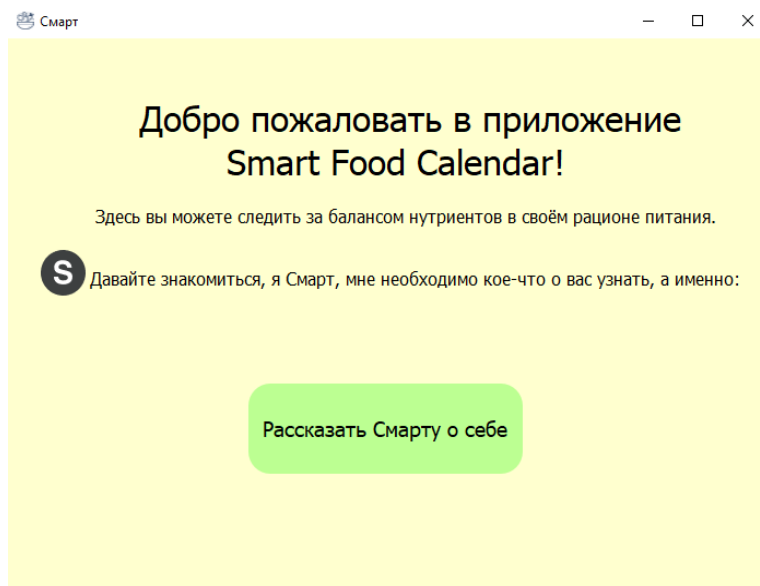 Смарт
Добро пожаловать в приложение
Smart Food Calendar!
Здесь вы можете следить за балансом нутриентов в своём рационе питания.
S
Давайте знакомиться, я Смарт, мне необходимо кое-что о вас узнать, а именно:
Рассказать Смарту о себе